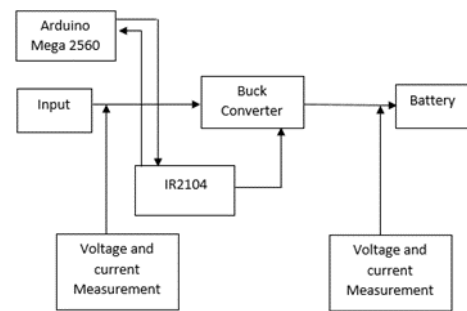 Arduino
Mega 2560
Input
Buck
Converter
Battery
IR2104
Voltage and
current
Measurement
Voltage and
current
Measurement